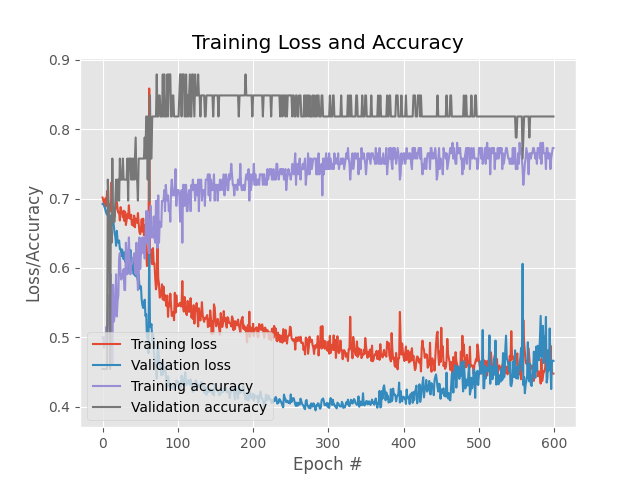 Training Loss and Accuracy
Loss/Accuracy
0.9
0.8
0.7
0.6
0.5
0.4
Training loss
Validation loss
Training accuracy
Validation accuracy
0
100
200
300
400
500
600
Epoch #